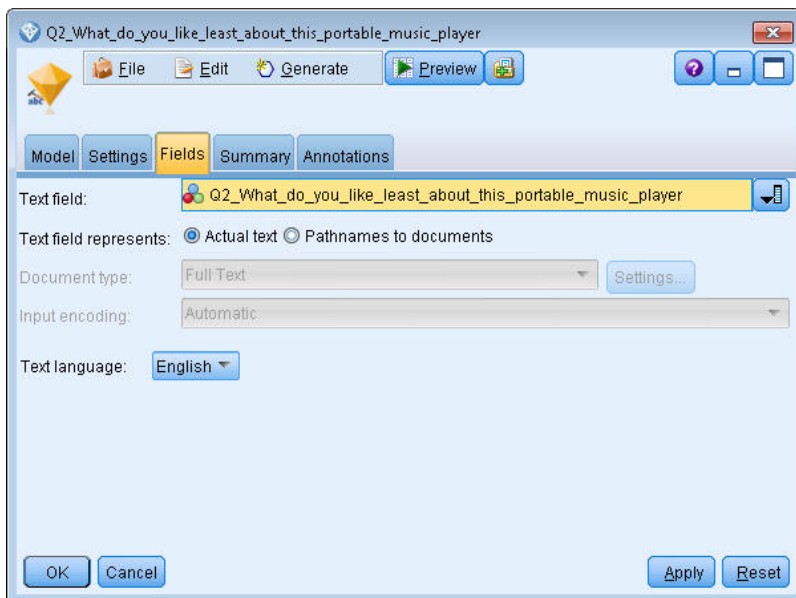 Q2_What_do_you_like_least_about_this_portable_music_player
abc
File Edit Generate Preview
Model Settings Fields Summary Annotations
Text field: Q2_What_do_you_like_least_about_this_portable_music_player
Text field represents: Actual text Pathnames to documents
Document type: Full Text Settings...
Input encoding: Automatic
Text language: English
OK Cancel Apply Reset